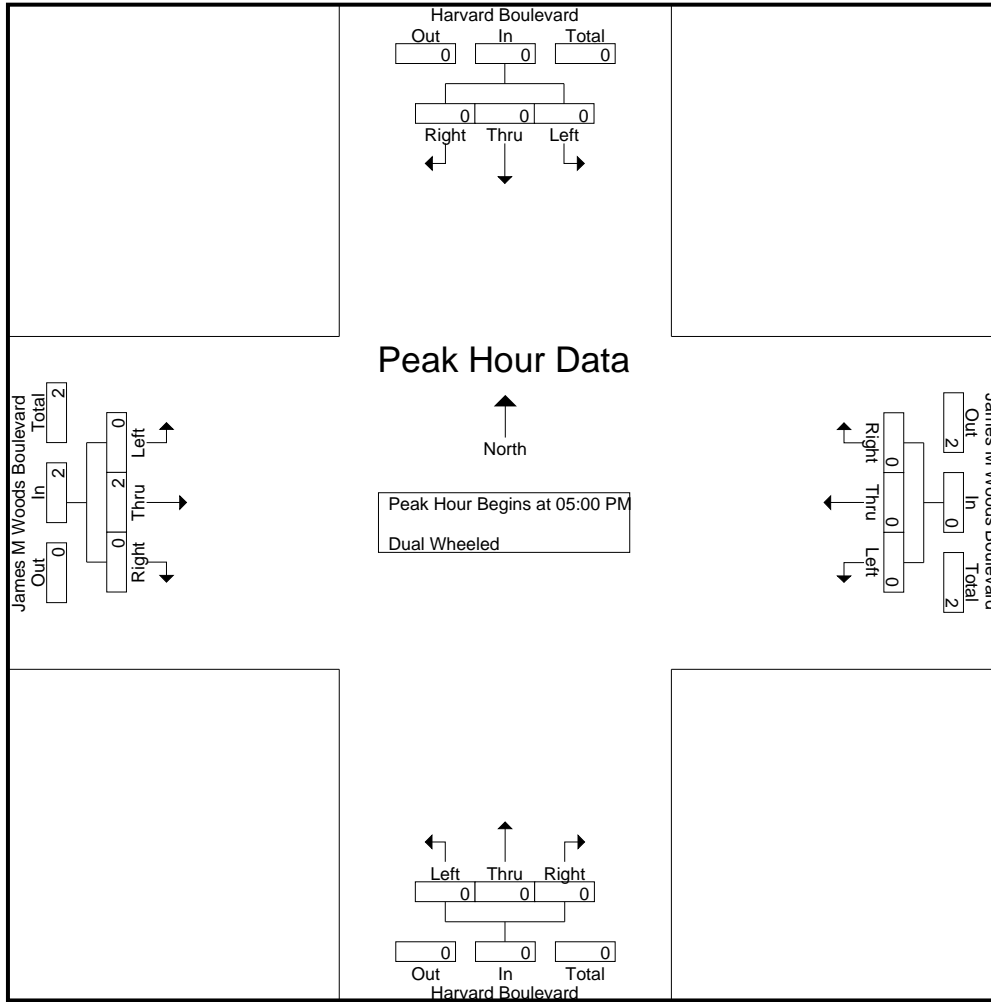 Harvard Boulevard
Out In Total
0 0 0
0 0 0
Right Thru Left
Peak Hour Data
North
Peak Hour Begins at 05:00 PM
Dual Wheeled
James M Woods Boulevard
Total In Out
2 2 0
0 2 0
Left Thru Right
James M Woods Boulevard
Out In Total
2 0 2
0 0 0
Right Thru Left
Left Thru Right
0 0 0
0 0 0
Out In Total
Harvard Boulevard